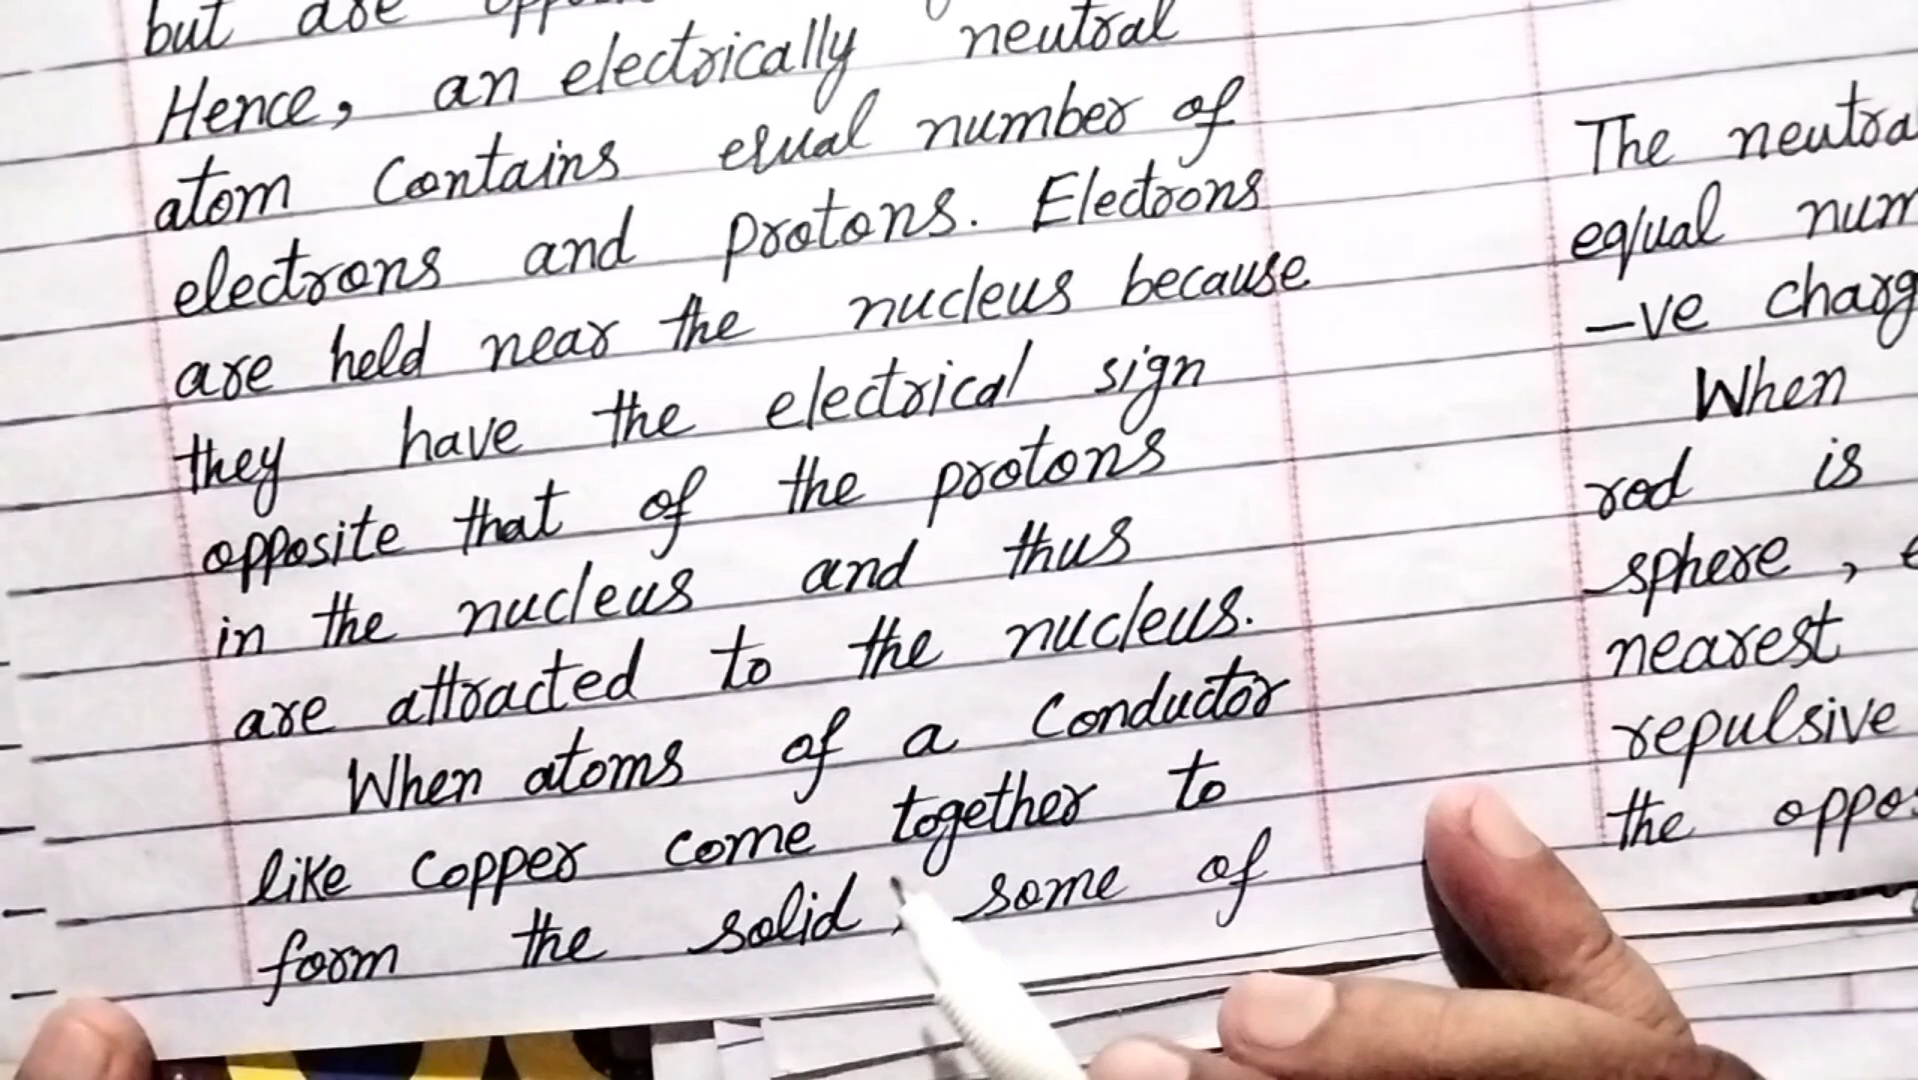 but are
Hence, an electrically neutral
atom contains equal number of
electrons and protons. Electrons
are held near the nucleus because
they have the electrical sign
opposite that of the protons
in the nucleus and thus
are attracted to the nucleus.
When atoms of a conductor
like copper come together to
form the solid, some of
The neutra
equal num
-ve charg
When
rod is
sphere,
nearest
repulsive
the oppos